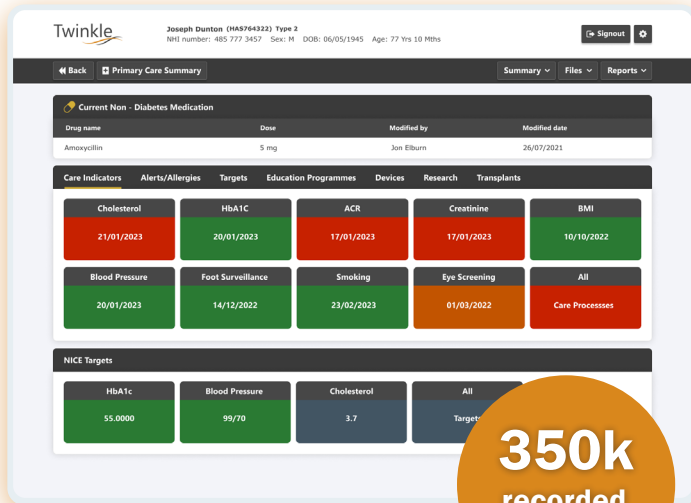 Twinkle
Joseph Dunton (HAS764322) Type 2
NHI number: 485 777 3457 Sex: M DOB: 06/05/1945 Age: 77 Yrs 10 Mths
Signout
Back
Primary Care Summary
Summary
Files
Reports
Current Non - Diabetes Medication
Drug name Dose Modified by Modified date
Amoxycillin 5 mg Jon Elburn 26/07/2021
Care Indicators Alerts/Allergies Targets Education Programmes Devices Research Transplants
Cholesterol HbA1C ACR Creatinine BMI
21/01/2023 20/01/2023 17/01/2023 17/01/2023 10/10/2022
Blood Pressure Foot Surveillance Smoking Eye Screening All
20/01/2023 14/12/2022 23/02/2023 01/03/2022 Care Processses
NICE Targets
HbA1c Blood Pressure Cholesterol All
55.0000 99/70 3.7 Targets
350k
recorded